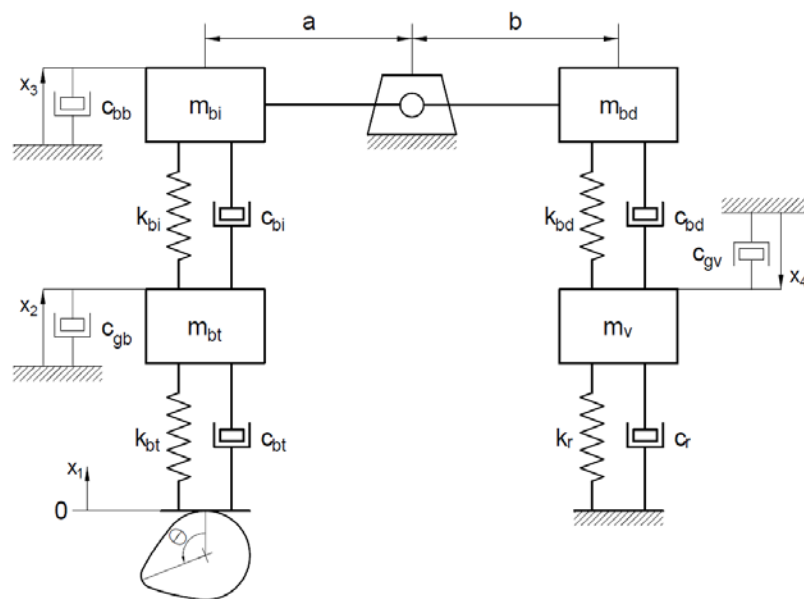 a b
x3 cbb mbi mbd
kbi cbi kbd cbd cgv x4
x2 cgb mbt mv
kbt cbt kr cr
x1
0